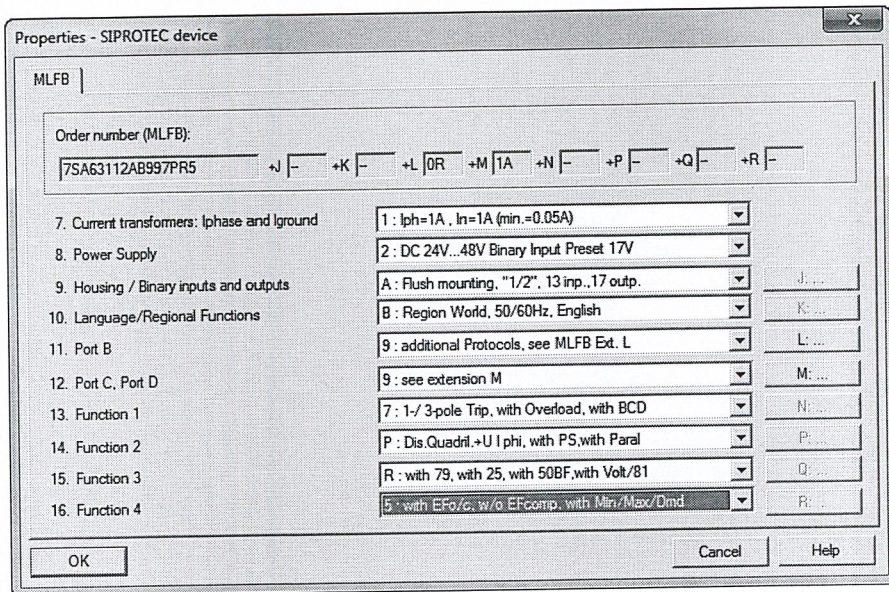 Properties - SIPROTEC device
MLFB
Order number (MLFB):
7SA63112AB997PR5 +J - +K - +L 0R +M 1A +N - +P - +Q - +R -
7. Current transformers: Iphase and Iground 1 : Iph=1A , In=1A (min.=0.05A)
8. Power Supply 2 : DC 24V...48V Binary Input Preset 17V
9. Housing / Binary inputs and outputs A : Flush mounting, "1/2", 13 inp.,17 outp. J: ...
10. Language/Regional Functions B : Region World, 50/60Hz, English K: ...
11. Port B 9 : additional Protocols, see MLFB Ext. L L: ...
12. Port C, Port D 9 : see extension M M: ...
13. Function 1 7 : 1-/ 3-pole Trip, with Overload, with BCD N: ...
14. Function 2 P : Dis.Quadril.+U I phi, with PS,with Paral P: ...
15. Function 3 R : with 79, with 25, with 50BF,with Volt/81 Q: ...
16. Function 4 5 : with EFo/c, w/o EFcomp. with Min/Max/Dmd R: ...
OK Cancel Help